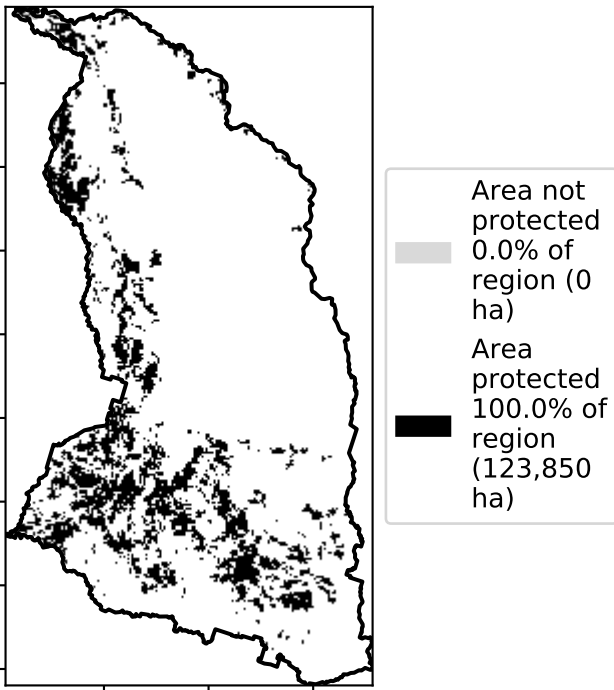 Area not
protected
0.0% of
region (0
ha)
Area
protected
100.0% of
region
(123,850
ha)